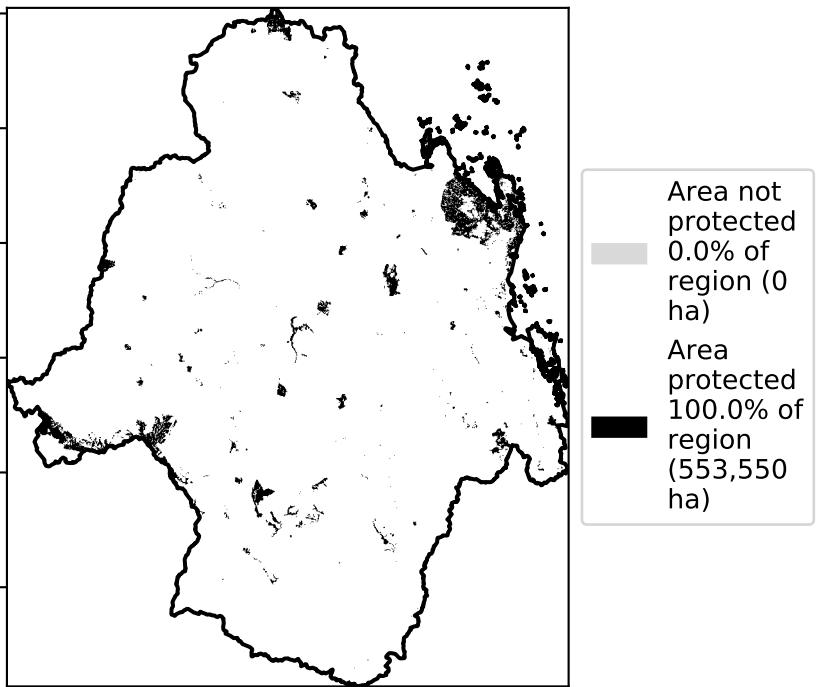 Area not
protected
0.0% of
region (0
ha)
Area
protected
100.0% of
region
(553,550
ha)